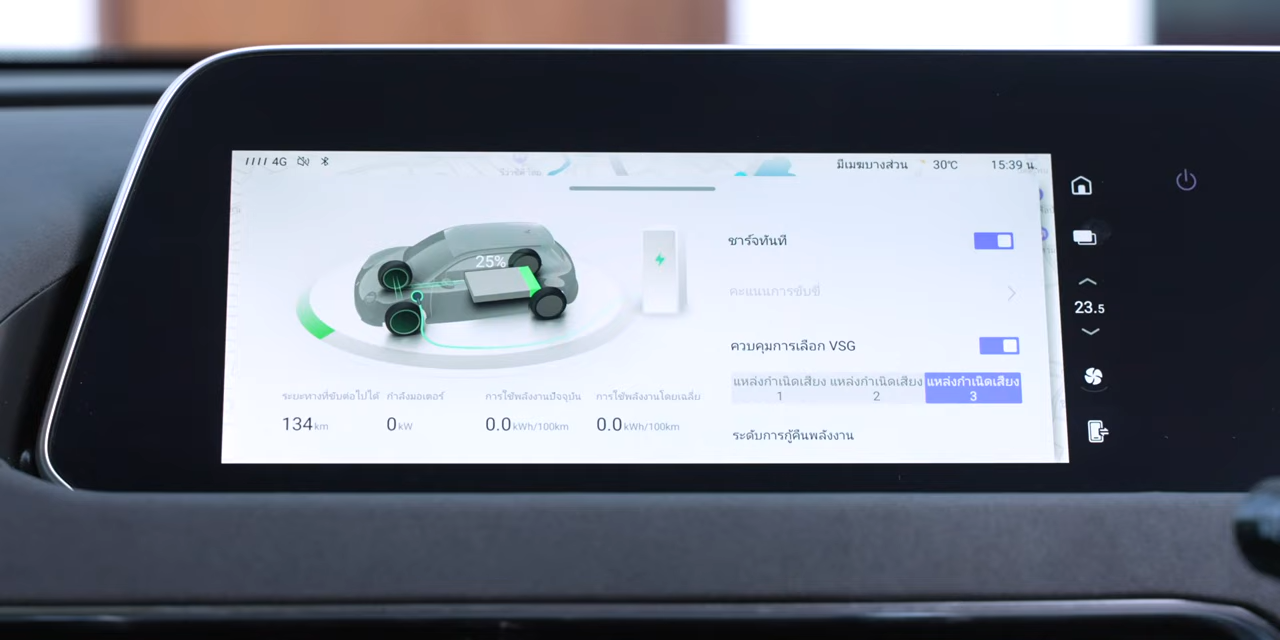 4G
มีเมฆบางส่วน 30℃ 15:39 น.
25%
ชาร์จทันที
คะแนนการขับขี่
23.5
ควบคุมการเลือก VSG
แหล่งกำเนิดเสียง 1
แหล่งกำเนิดเสียง 2
แหล่งกำเนิดเสียง 3
ระยะทางที่ขับต่อไปได้ กำลังมอเตอร์ การใช้พลังงานปัจจุบัน การใช้พลังงานโดยเฉลี่ย
134 km 0 kW 0.0 kWh/100km 0.0 kWh/100km
ระดับการกู้คืนพลังงาน